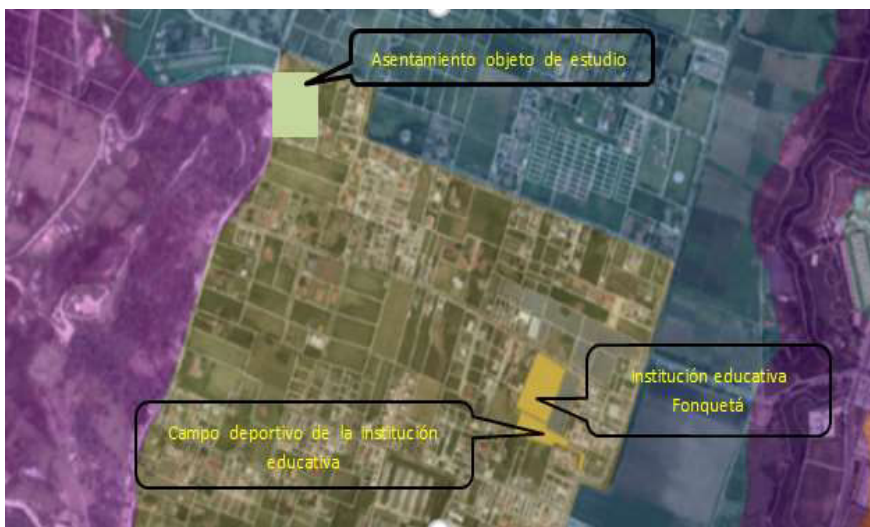 Asentamiento objeto de estudio
Institución educativa
Fonquetá
Campo deportivo de la Institución
educativa